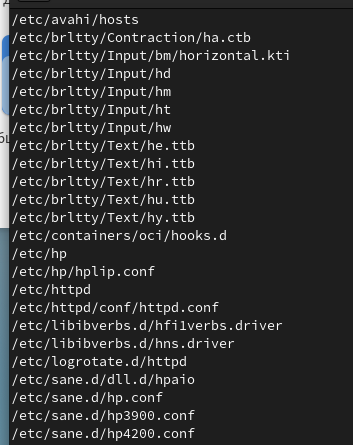 /etc/avahi/hosts
/etc/brltty/Contraction/ha.ctb
/etc/brltty/Input/bm/horizontal.kti
/etc/brltty/Input/hd
/etc/brltty/Input/hm
/etc/brltty/Input/ht
/etc/brltty/Input/hw
/etc/brltty/Text/he.ttb
/etc/brltty/Text/hi.ttb
/etc/brltty/Text/hr.ttb
/etc/brltty/Text/hu.ttb
/etc/brltty/Text/hy.ttb
/etc/containers/oci/hooks.d
/etc/hp
/etc/hp/hplip.conf
/etc/httpd
/etc/httpd/conf/httpd.conf
/etc/libibverbs.d/hfi1verbs.driver
/etc/libibverbs.d/hns.driver
/etc/logrotate.d/httpd
/etc/sane.d/dll.d/hpaio
/etc/sane.d/hp.conf
/etc/sane.d/hp3900.conf
/etc/sane.d/hp4200.conf